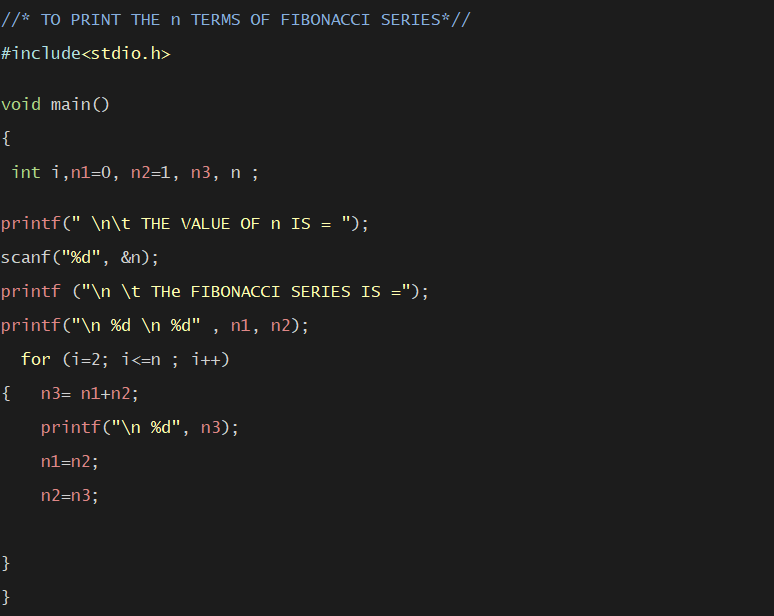 //* TO PRINT THE n TERMS OF FIBONACCI SERIES*//
#include<stdio.h>
void main()
{
int i,n1=0, n2=1, n3, n ;
printf(" \n\t THE VALUE OF n IS = ");
scanf("%d", &n);
printf ("\n \t THe FIBONACCI SERIES IS =");
printf("\n %d \n %d" , n1, n2);
for (i=2; i<=n ; i++)
{   n3= n1+n2;
printf("\n %d", n3);
n1=n2;
n2=n3;
}
}